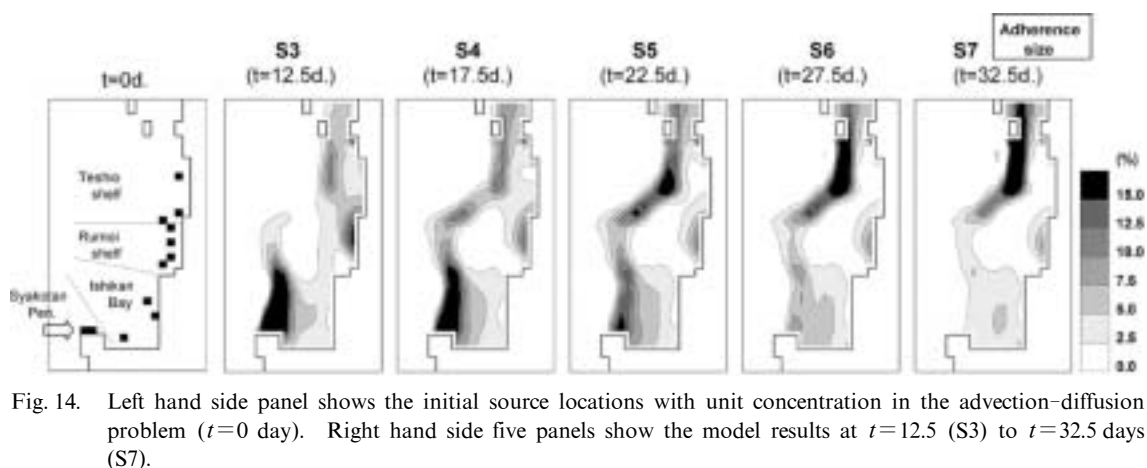 Adherence
size
S3
S4
S5
S6
S7
t=0d.
(t=12.5d.)
(t=17.5d.)
(t=22.5d.)
(t=27.5d.)
(t=32.5d.)
(%)
Teshio
shelf
Rumoi
shelf
Ishikari
Bay
Syakotan
Pen.
15.0
12.5
10.0
7.5
5.0
2.5
0.0
Fig. 14. Left hand side panel shows the initial source locations with unit concentration in the advection–diffusion
problem (t=0 day). Right hand side five panels show the model results at t=12.5 (S3) to t=32.5 days
(S7).